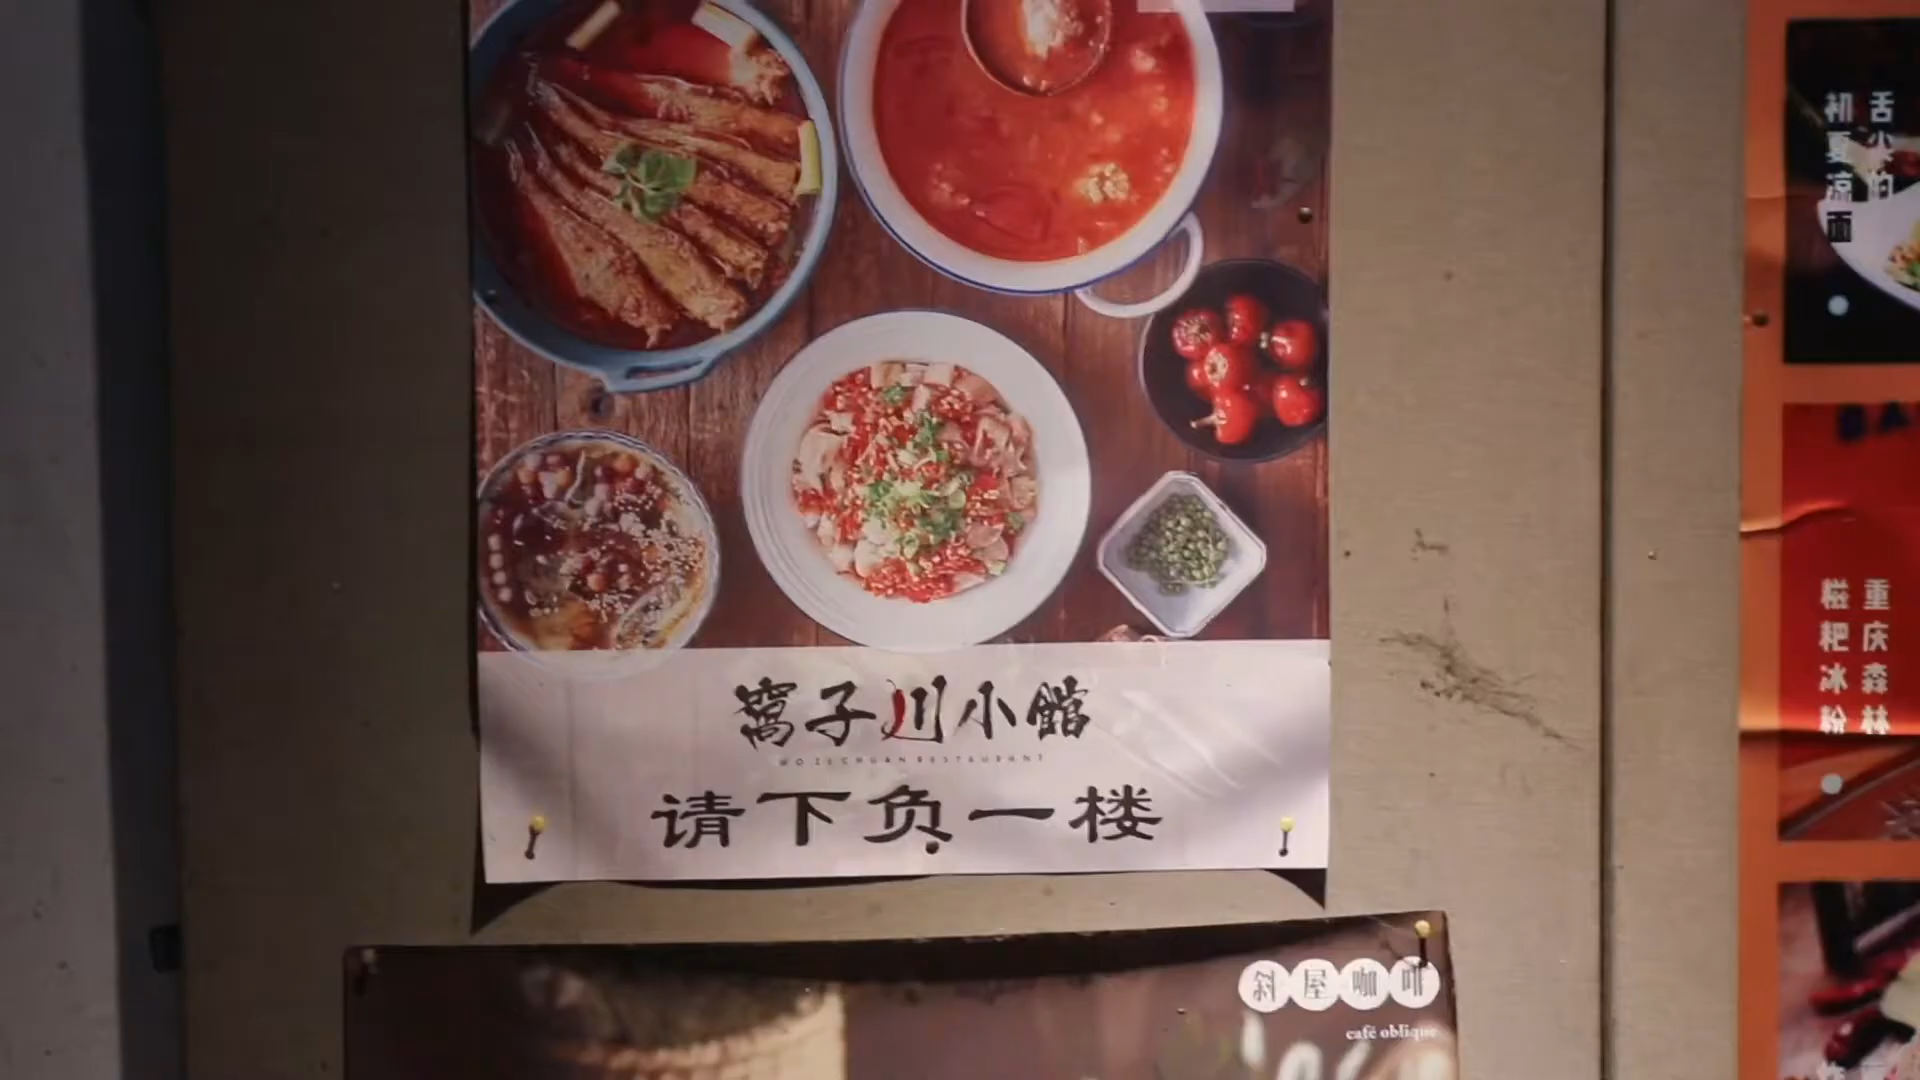 窩子川小館
WO ZI CHUAN RESTAURANT
请下负一楼
斜屋咖啡
café oblique
舌尖的
初夏凉面
重庆森林
糍粑冰粉